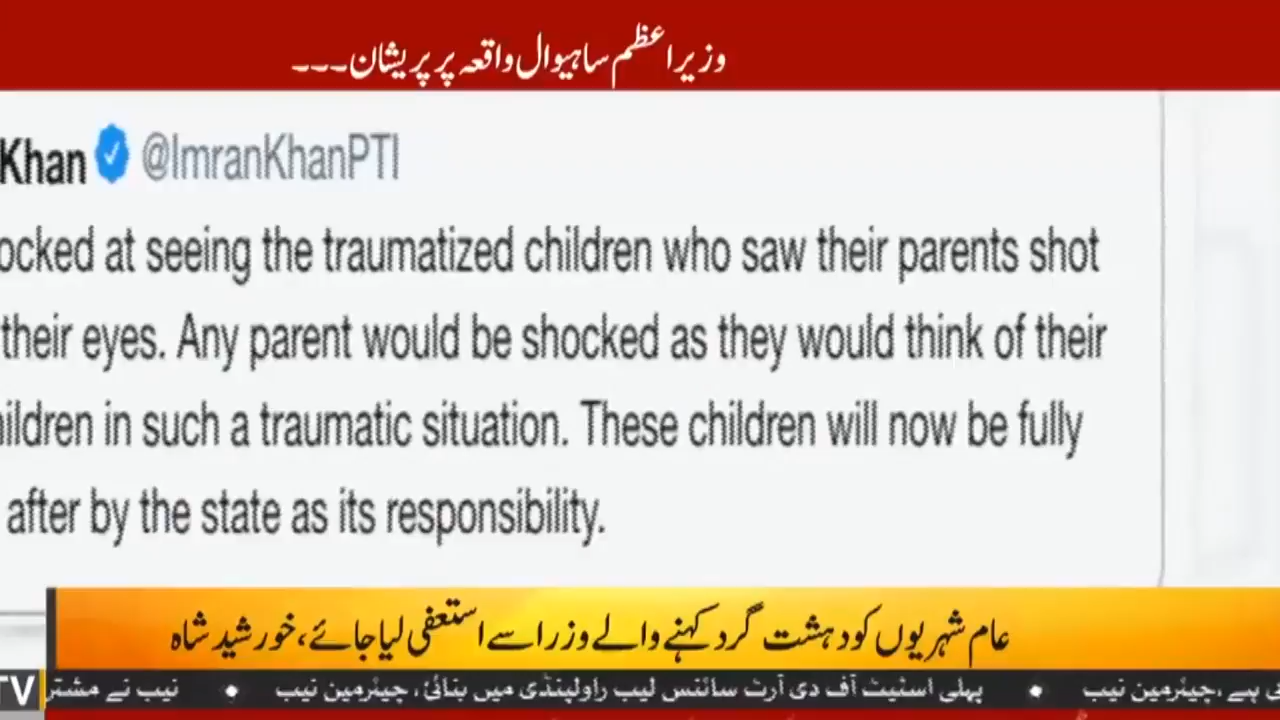 وزیراعظم ساہیوال واقعہ پر پریشان۔۔۔
Khan @ImranKhanPTI
ocked at seeing the traumatized children who saw their parents shot
their eyes. Any parent would be shocked as they would think of their
ildren in such a traumatic situation. These children will now be fully
after by the state as its responsibility.
عام شہریوں کو دہشت گرد کہنے والے وزرا سے استعفی لیا جائے، خورشید شاہ
ی ہے ،چیئرمین نیب • پہلی اسٹیٹ آف دی آرٹ سائنس لیب راولپنڈی میں بنائی، چیئرمین نیب • نیب نے مشتر
TV